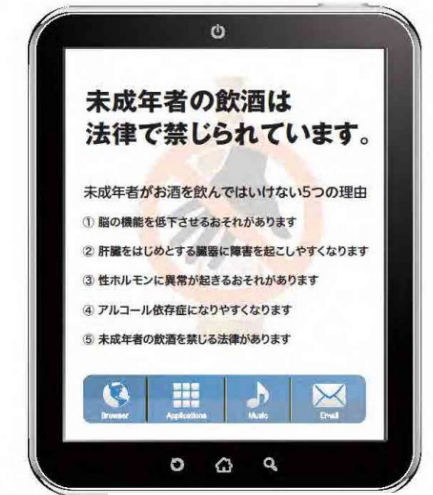 未成年者の飲酒は
法律で禁じられています。
未成年者がお酒を飲んではいけない5つの理由
① 脳の機能を低下させるおそれがあります
② 肝臓をはじめとする臓器に障害を起こしやすくなります
③ 性ホルモンに異常が起きるおそれがあります
④ アルコール依存症になりやすくなります
⑤ 未成年者の飲酒を禁じる法律があります
Browser Applications Music Email